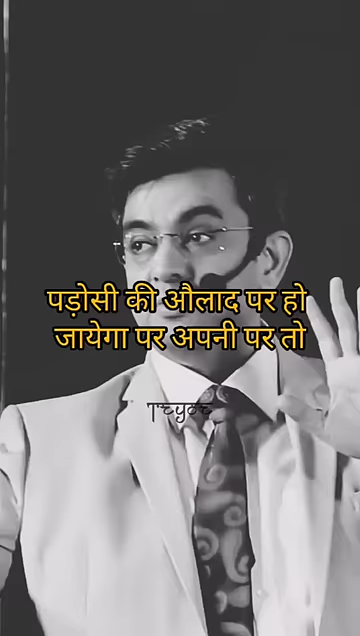 पड़ोसी की औलाद पर हो
जायेगा पर अपनी पर तो